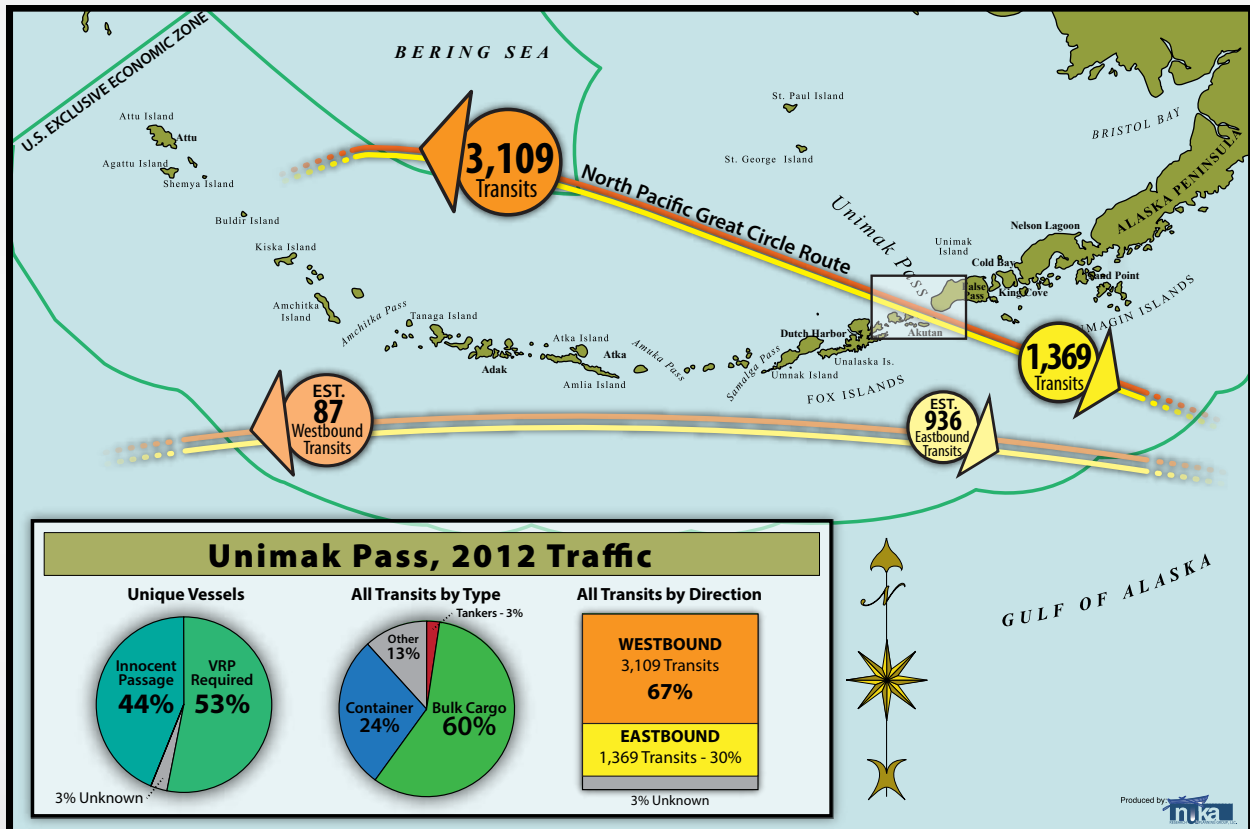 BERING SEA
U.S. EXCLUSIVE ECONOMIC ZONE
St. Paul Island
Attu Island
Attu
BRISTOL BAY
3,109
Transits
Agattu Island
St. George Island
Shemya Island
ALASKA PENINSULA
North Pacific Great Circle Route
Unimak Pass
Buldir Island
Nelson Lagoon
Unimak
Island
Kiska Island
Cold Bay
Sand Point
False
Pass
King Cove
Amchitka
Island
Amchitka Pass
Tanaga Island
UMAGIN ISLANDS
Dutch Harbor
Akutan
Atka Island
Atka
Amuka Pass
Samalga Pass
Unalaska Is.
1,369
Transits
Adak
Amlia Island
Umnak Island
FOX ISLANDS
EST.
87
Westbound
Transits
EST.
936
Eastbound
Transits
Unimak Pass, 2012 Traffic
Unique Vessels
Innocent
Passage
44%
VRP
Required
53%
3% Unknown
All Transits by Type
Tankers - 3%
Other
13%
Container
24%
Bulk Cargo
60%
All Transits by Direction
WESTBOUND
3,109 Transits
67%
EASTBOUND
1,369 Transits - 30%
3% Unknown
N
GULF OF ALASKA
Produced by:
nuka